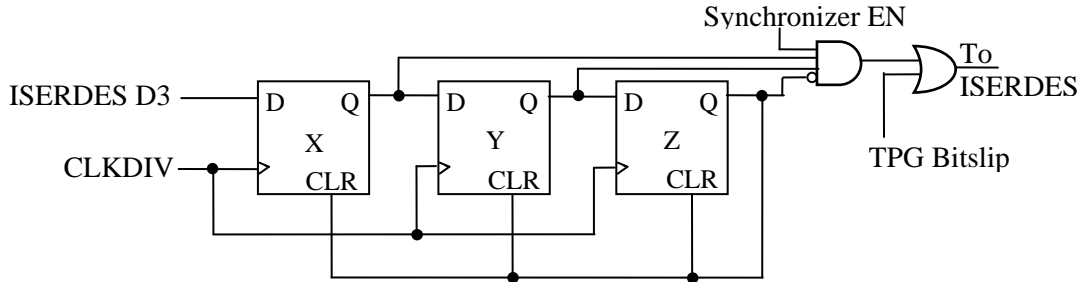 Synchronizer EN
To
ISERDES
ISERDES D3
D Q
D Q
D Q
X
Y
Z
CLKDIV
CLR
CLR
CLR
TPG Bitslip